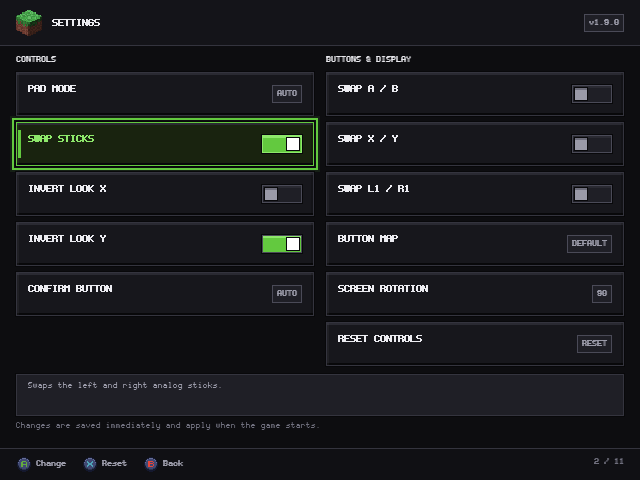 SETTINGS
v1.9.0
CONTROLS
PAD MODE
AUTO
SWAP STICKS
INVERT LOOK X
INVERT LOOK Y
CONFIRM BUTTON
AUTO
BUTTONS & DISPLAY
SWAP A / B
SWAP X / Y
SWAP L1 / R1
BUTTON MAP
DEFAULT
SCREEN ROTATION
90
RESET CONTROLS
RESET
Swaps the left and right analog sticks.
Changes are saved immediately and apply when the game starts.
A Change X Reset B Back
2 / 11